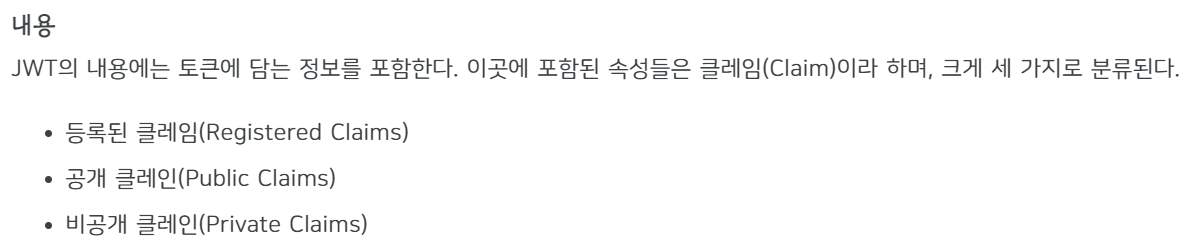 내용
JWT의 내용에는 토큰에 담는 정보를 포함한다. 이곳에 포함된 속성들은 클레임(Claim)이라 하며, 크게 세 가지로 분류된다.
• 등록된 클레임(Registered Claims)
• 공개 클레인(Public Claims)
• 비공개 클레인(Private Claims)